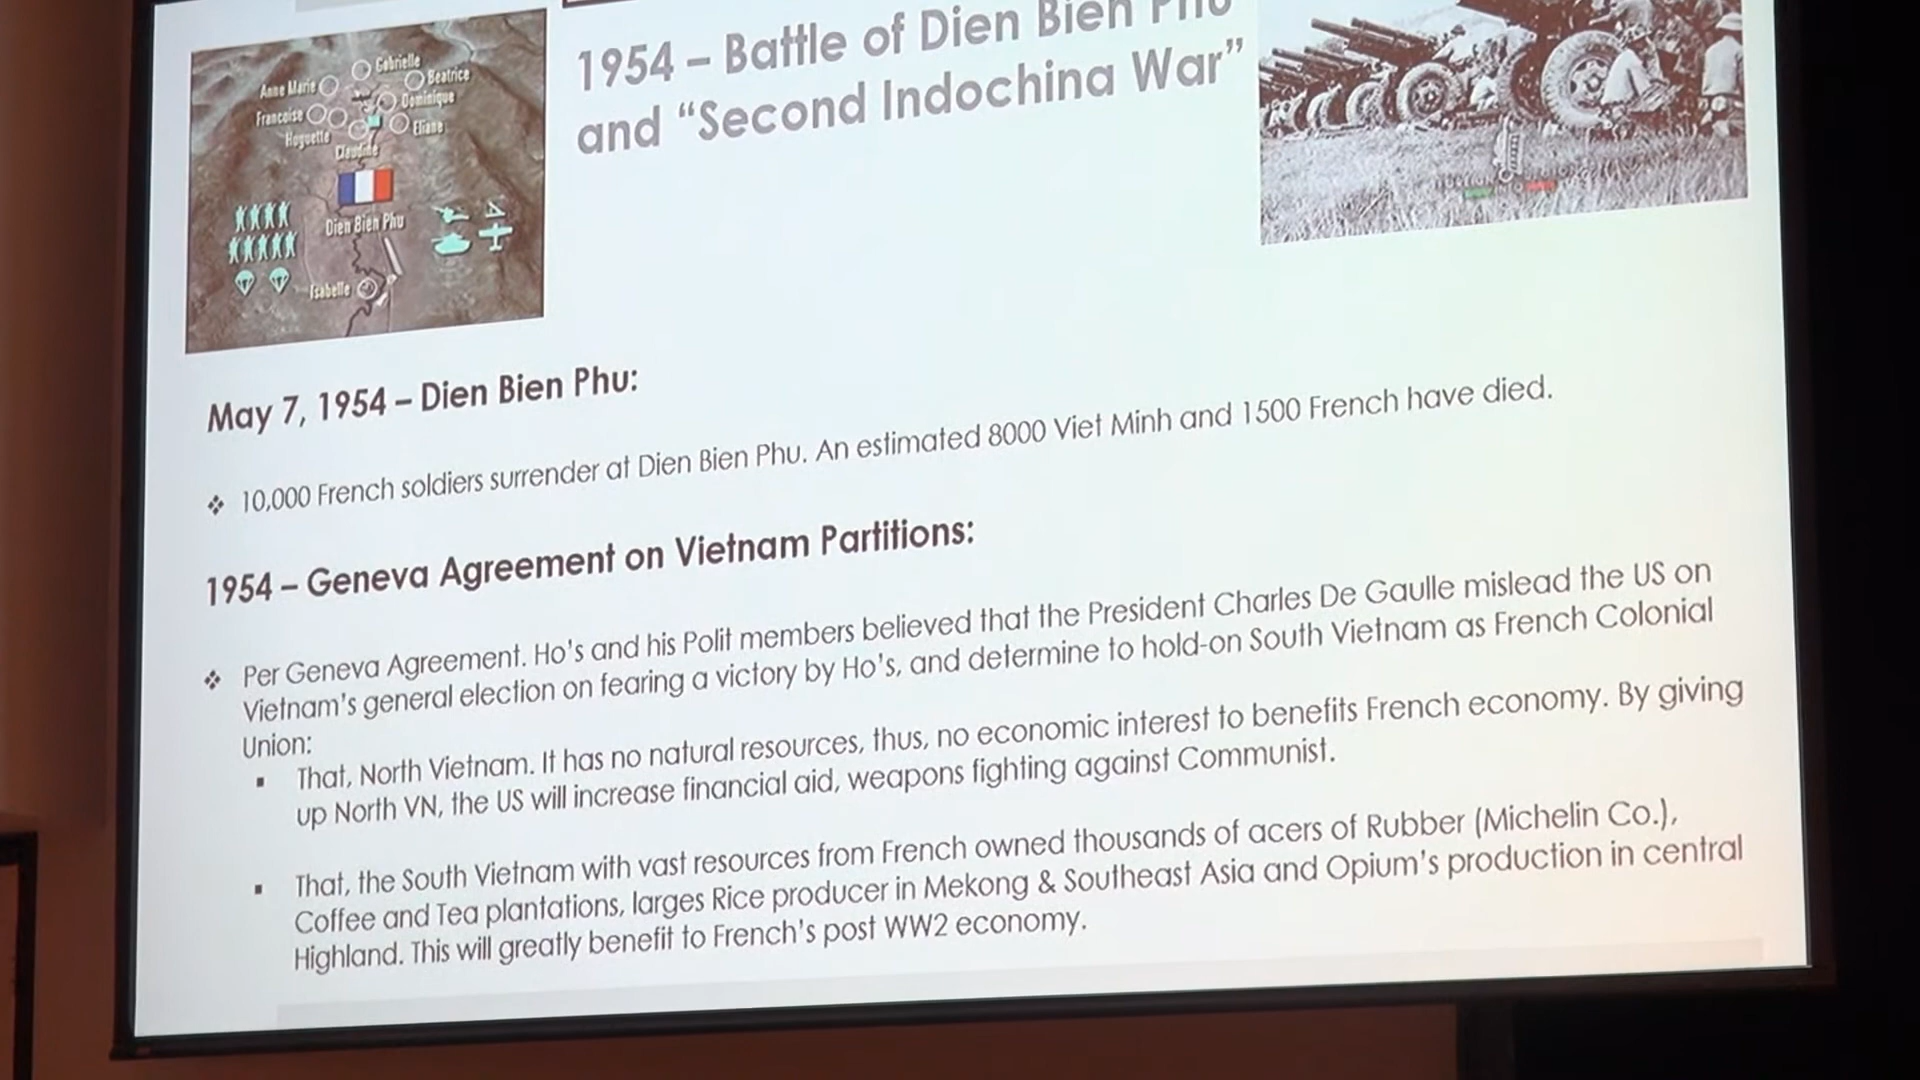 1954 – Battle of Dien Bien Phu
and “Second Indochina War”
Gabrielle
Anne Marie
Beatrice
Dominique
Francoise
Eliane
Huguette
Claudine
Dien Bien Phu
Isabelle
May 7, 1954 – Dien Bien Phu:
❖ 10,000 French soldiers surrender at Dien Bien Phu. An estimated 8000 Viet Minh and 1500 French have died.
1954 – Geneva Agreement on Vietnam Partitions:
❖ Per Geneva Agreement. Ho’s and his Polit members believed that the President Charles De Gaulle mislead the US on
Vietnam’s general election on fearing a victory by Ho’s, and determine to hold-on South Vietnam as French Colonial
Union:
▪ That, North Vietnam. It has no natural resources, thus, no economic interest to benefits French economy. By giving
up North VN, the US will increase financial aid, weapons fighting against Communist.
▪ That, the South Vietnam with vast resources from French owned thousands of acers of Rubber (Michelin Co.),
Coffee and Tea plantations, larges Rice producer in Mekong & Southeast Asia and Opium’s production in central
Highland. This will greatly benefit to French’s post WW2 economy.